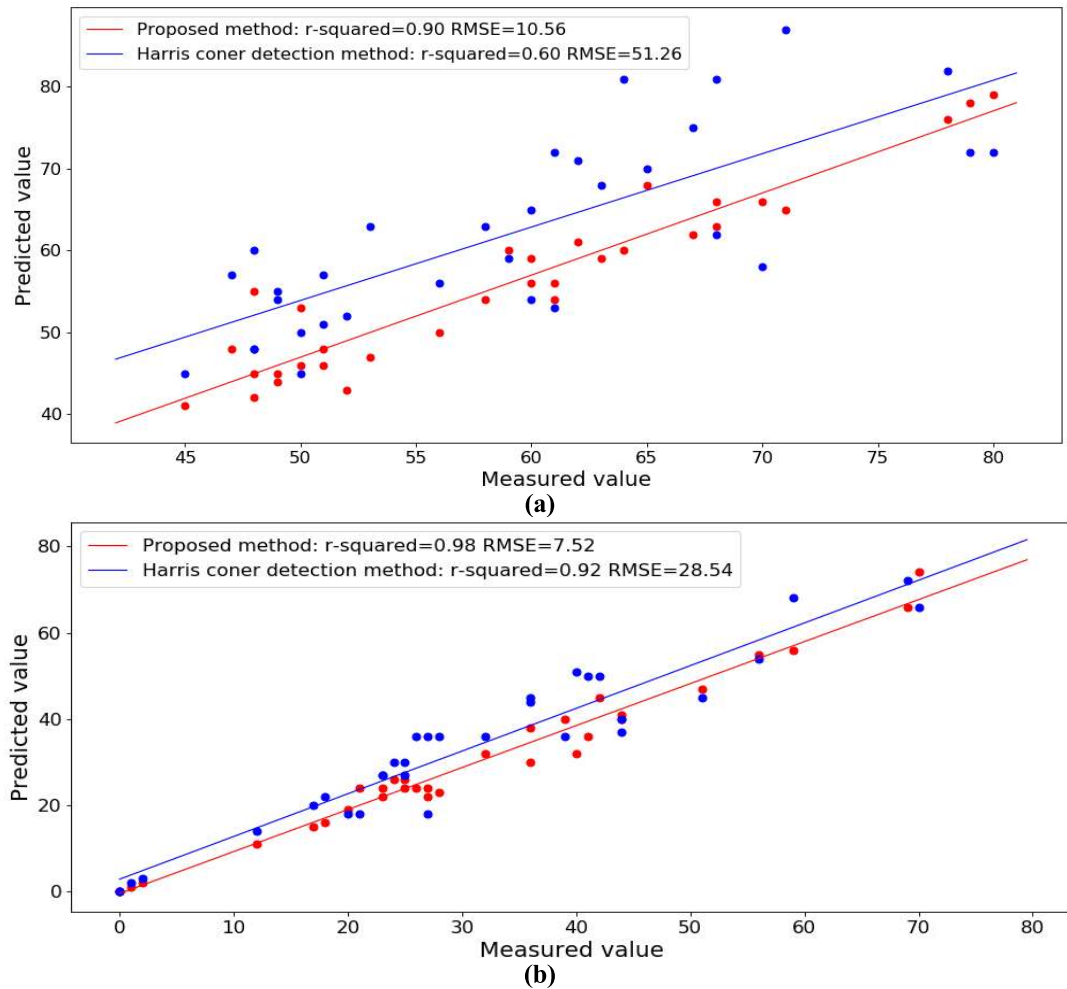 Proposed method: r-squared=0.90 RMSE=10.56
Harris coner detection method: r-squared=0.60 RMSE=51.26
80
70
60
50
40
Predicted value
45 50 55 60 65 70 75 80
Measured value
(a)
Proposed method: r-squared=0.98 RMSE=7.52
Harris coner detection method: r-squared=0.92 RMSE=28.54
80
60
40
20
0
Predicted value
0 10 20 30 40 50 60 70 80
Measured value
(b)